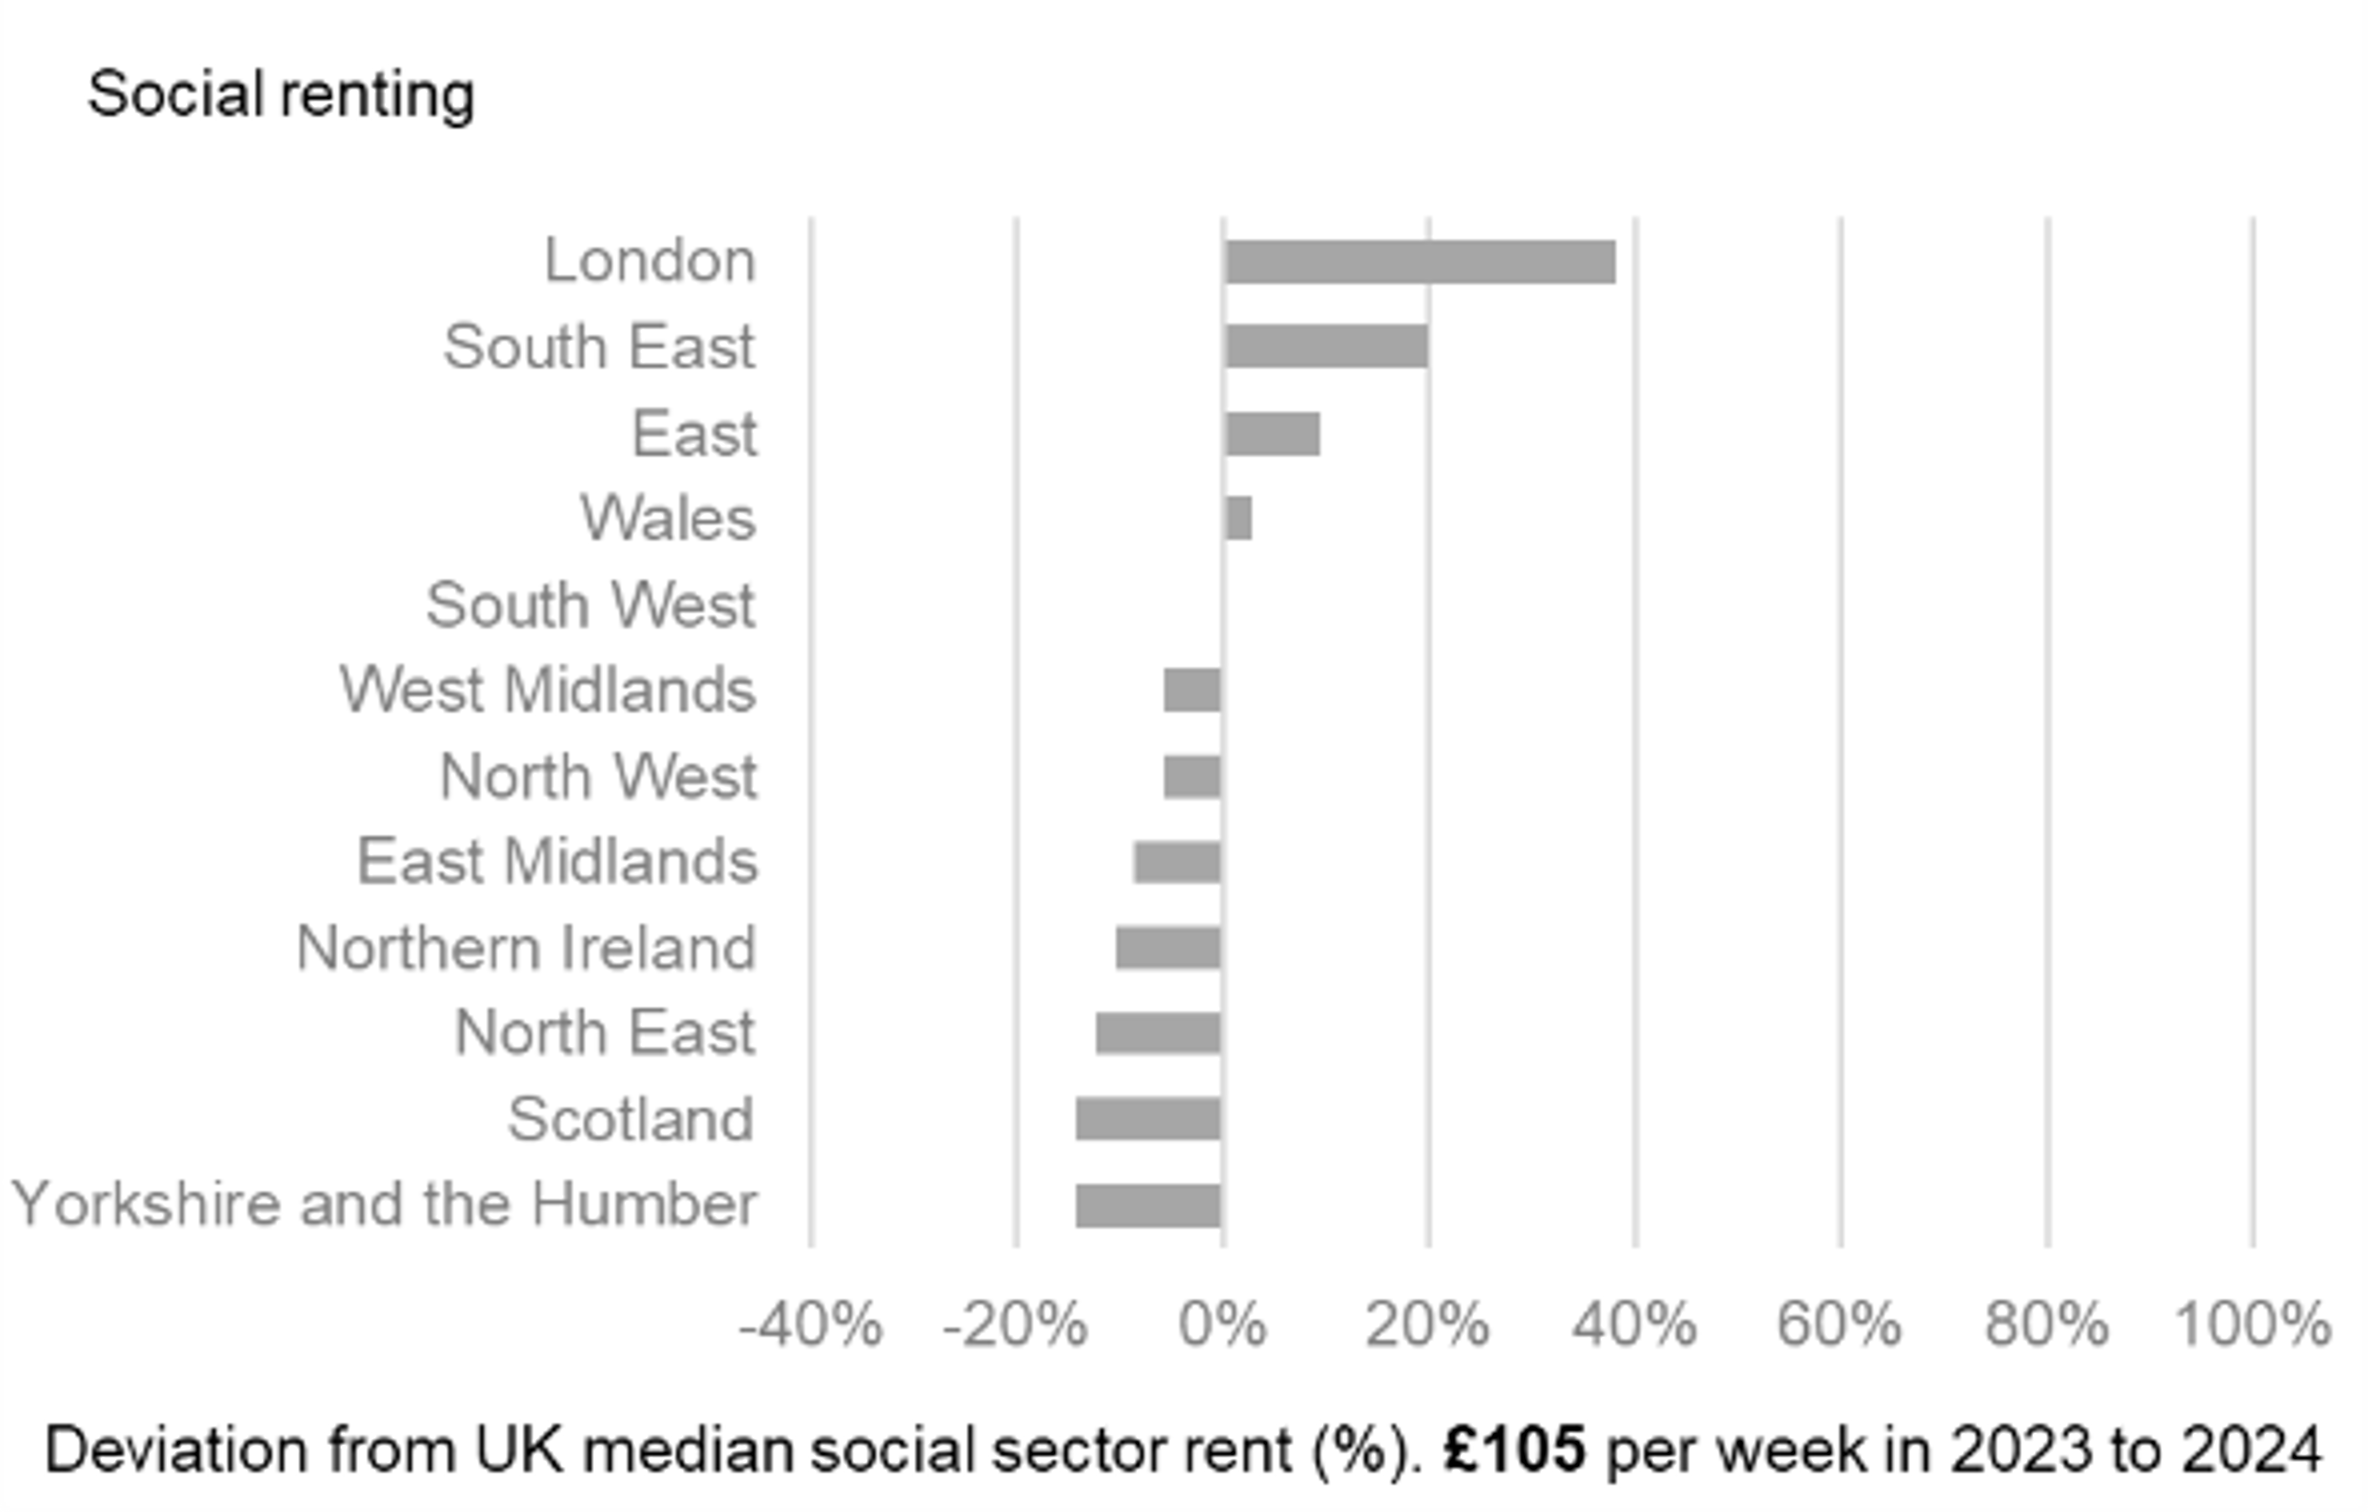 Social renting
London
South East
East
Wales
South West
West Midlands
North West
East Midlands
Northern Ireland
North East
Scotland
Yorkshire and the Humber
-40% -20% 0% 20% 40% 60% 80% 100%
Deviation from UK median social sector rent (%). £105 per week in 2023 to 2024